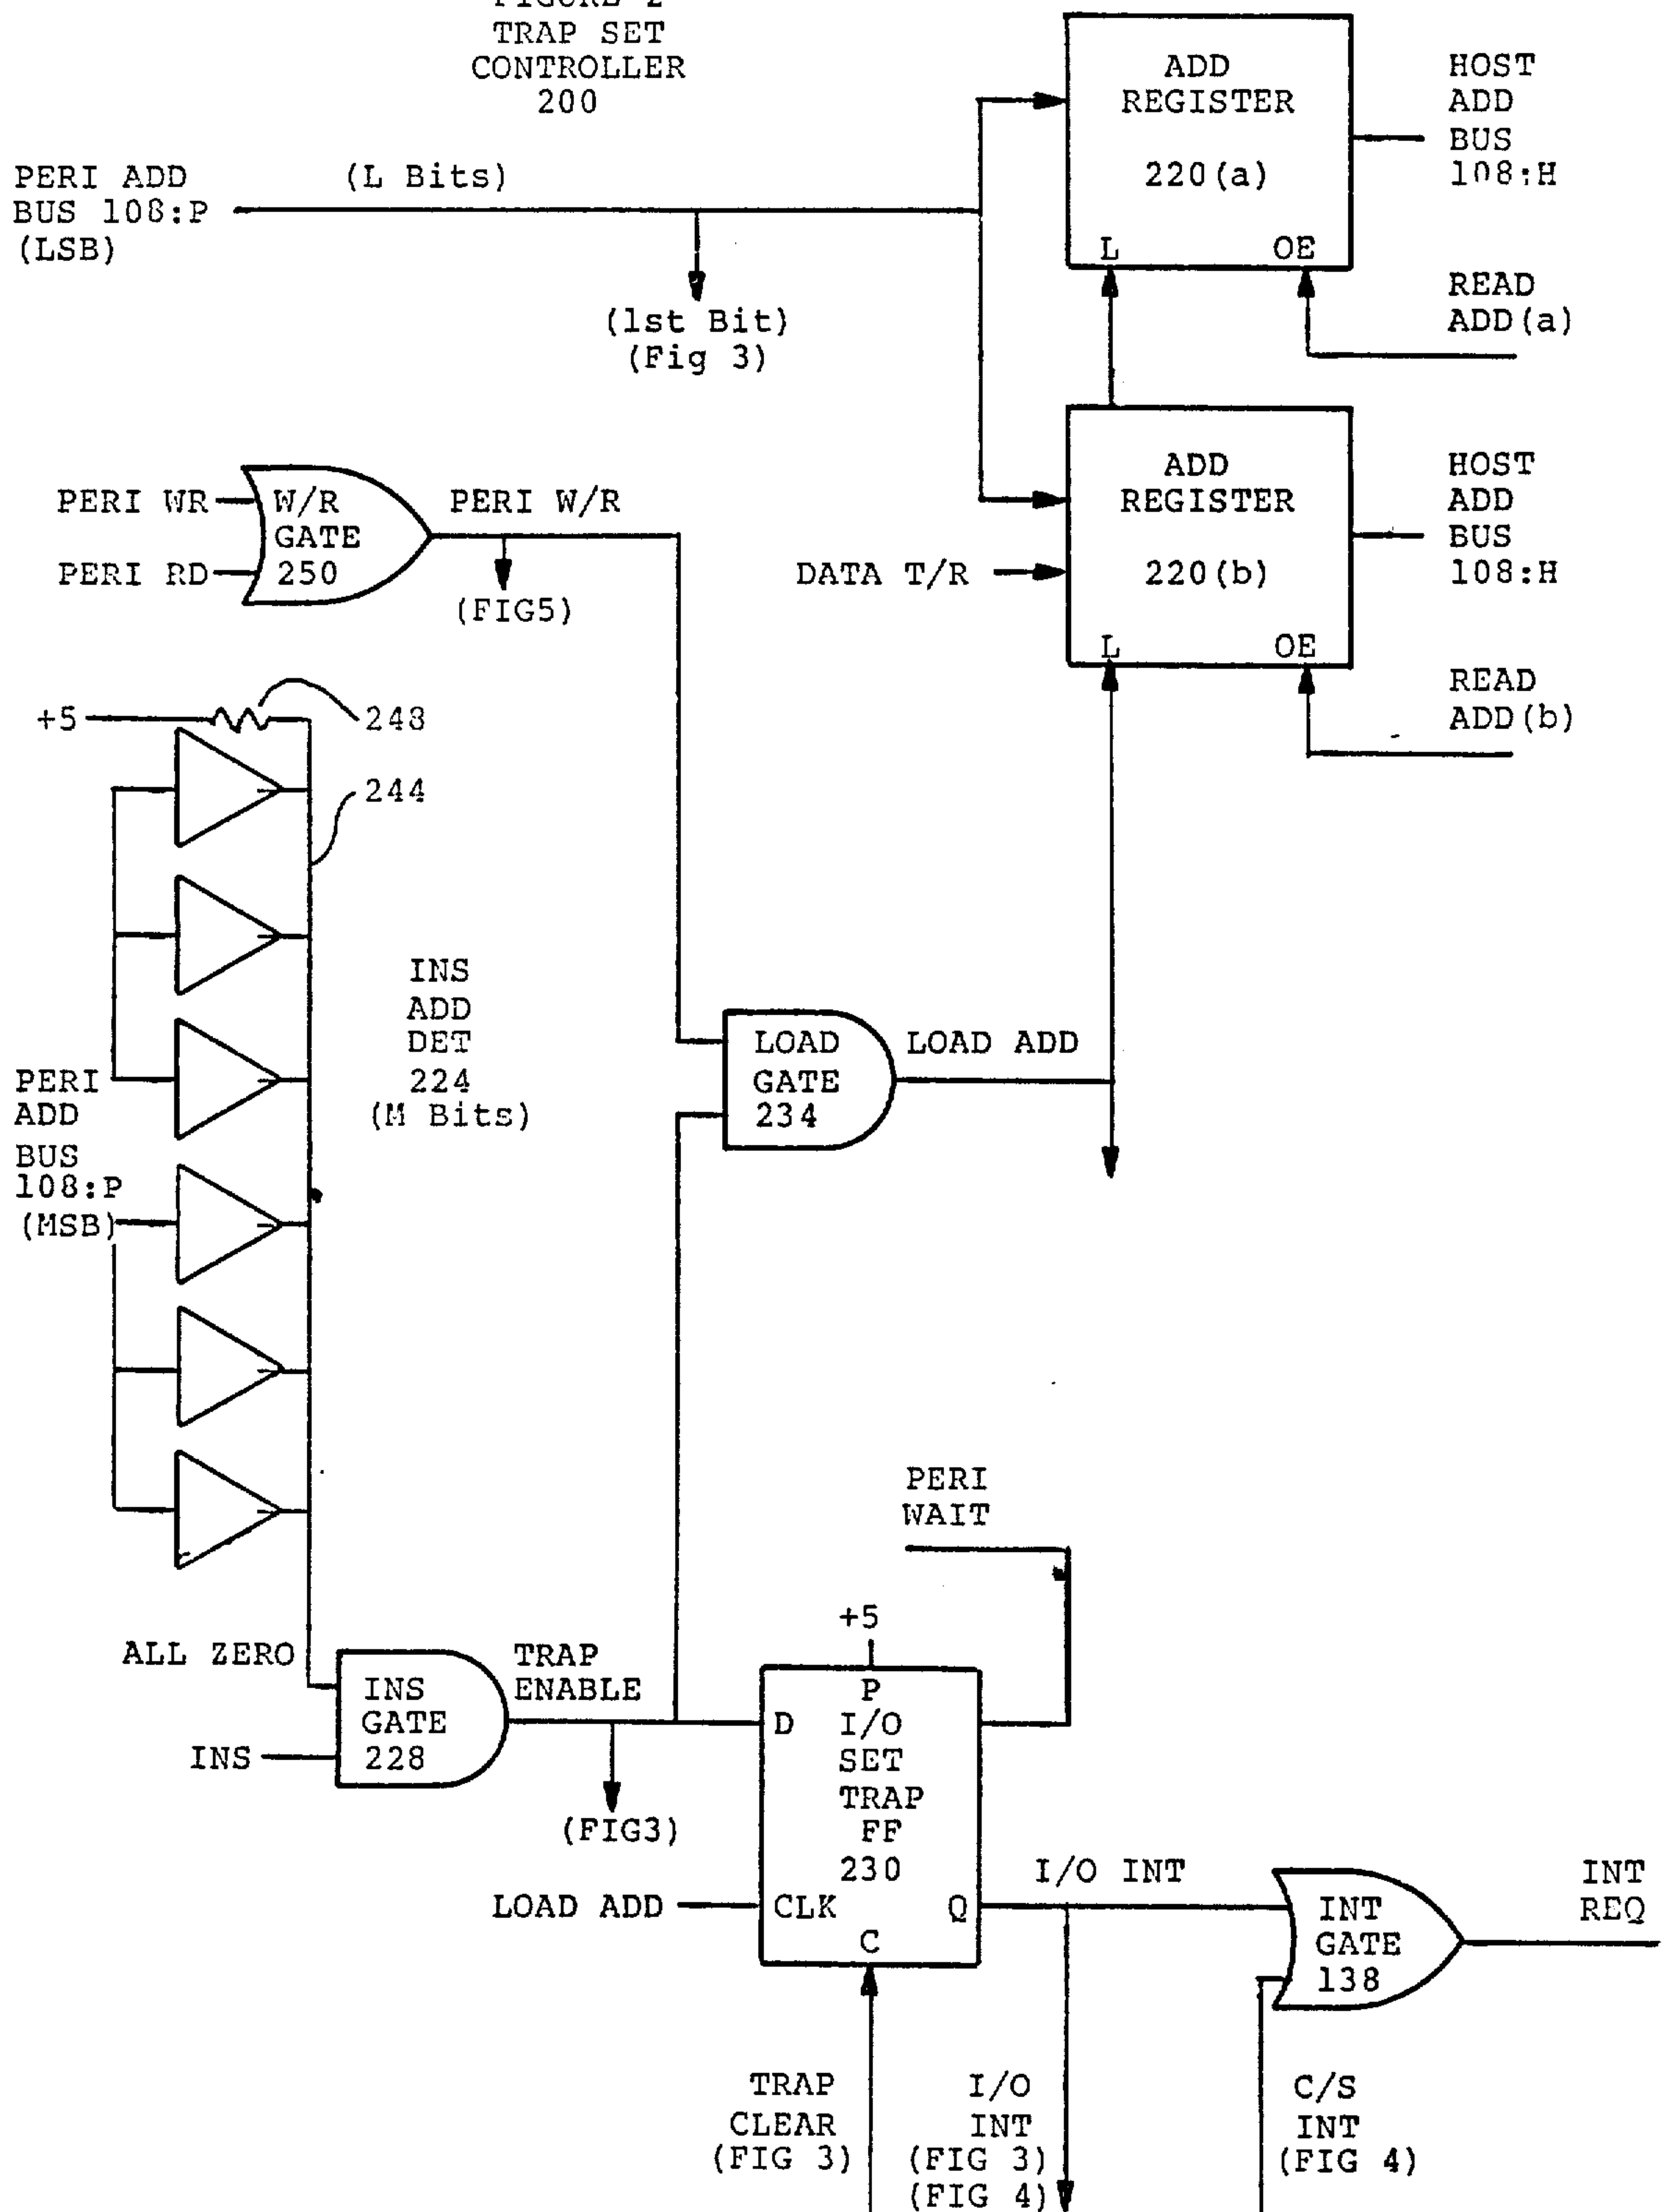 FIGURE 2
TRAP SET
CONTROLLER
200
ADD
REGISTER
220(a)
L
OE
HOST
ADD
BUS
108:H
READ
ADD(a)
PERI ADD
BUS 108:P
(LSB)
(L Bits)
(1st Bit)
(Fig 3)
ADD
REGISTER
220(b)
L
OE
HOST
ADD
BUS
108:H
READ
ADD(b)
DATA T/R
PERI WR
PERI RD
W/R
GATE
250
PERI W/R
(FIG5)
+5
248
244
INS
ADD
DET
224
(M Bits)
PERI
ADD
BUS
108:P
(MSB)
LOAD
GATE
234
LOAD ADD
ALL ZERO
INS
INS
GATE
228
TRAP
ENABLE
(FIG3)
PERI
WAIT
+5
P
D
I/O
SET
TRAP
FF
230
CLK
Q
C
LOAD ADD
I/O INT
INT
GATE
138
INT
REQ
TRAP
CLEAR
(FIG 3)
I/O
INT
(FIG 3)
(FIG 4)
C/S
INT
(FIG 4)